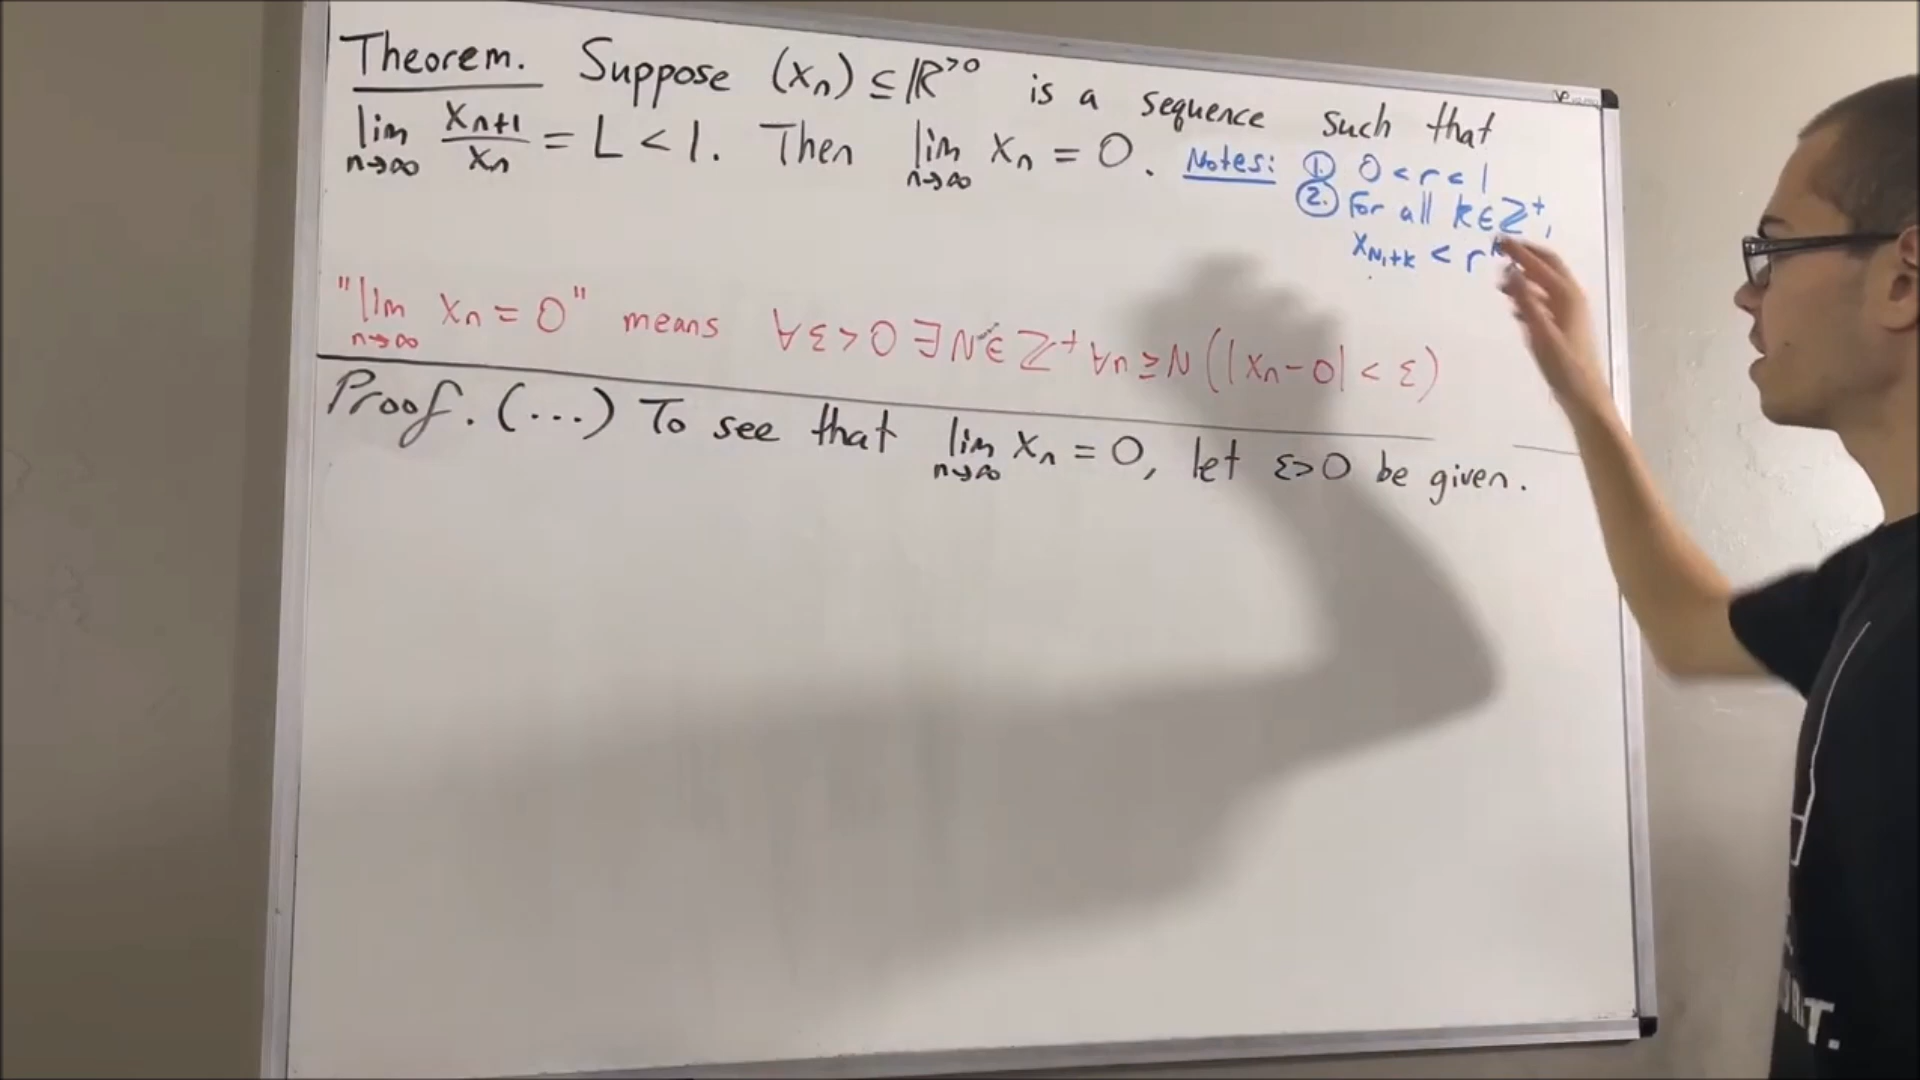 Theorem. Suppose (xₙ) ⊆ ℝ^{>0} is a sequence such that
lim_{n→∞} x_{n+1}/xₙ = L < 1. Then lim_{n→∞} xₙ = 0.
Notes: ① 0 < r < 1
② For all k ∈ ℤ⁺,
x_{N₁+k} < r^k
"lim_{n→∞} xₙ = 0" means ∀ε>0 ∃N∈ℤ⁺ ∀n≥N (|xₙ-0| < ε)
Proof. (...) To see that lim_{n→∞} xₙ = 0, let ε>0 be given.